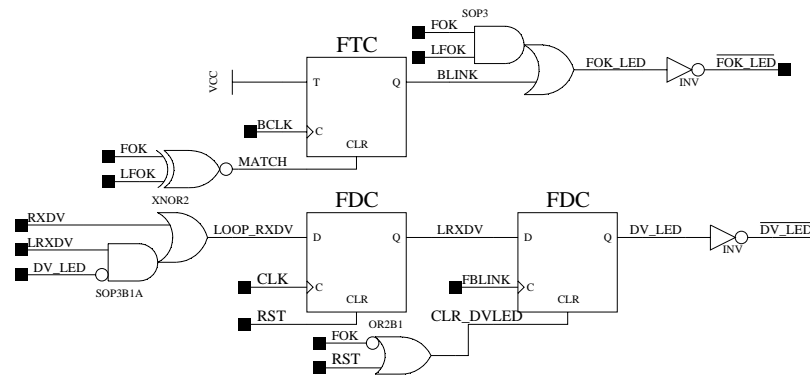 SOP3
FOK
FTC
LFOK
VCC
T
Q
BLINK
FOK_LED
INV
FOK_LED
BCLK
C
CLR
FOK
LFOK
MATCH
XNOR2
FDC
FDC
RXDV
LRXDV
DV_LED
SOP3B1A
LOOP_RXDV
D
Q
LRXDV
D
Q
DV_LED
INV
DV_LED
CLK
C
CLR
FBLINK
C
CLR
RST
OR2B1
CLR_DVLED
FOK
RST